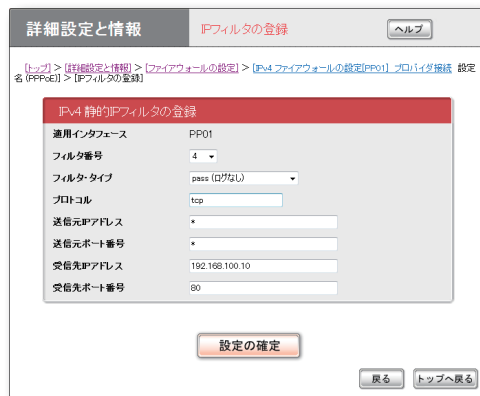 詳細設定と情報 IPフィルタの登録 ヘルプ
[トップ] > [詳細設定と情報] > [ファイアウォールの設定] > [IPv4 ファイアウォールの設定[PP01] プロバイダ接続 設定
名(PPPoE)] > [IPフィルタの登録]
IPv4 静的IPフィルタの登録
適用インタフェース PP01
フィルタ番号 4
フィルタ・タイプ pass (ログなし)
プロトコル tcp
送信元IPアドレス *
送信元ポート番号 *
受信先IPアドレス 192.168.100.10
受信先ポート番号 80
設定の確定
戻る トップへ戻る